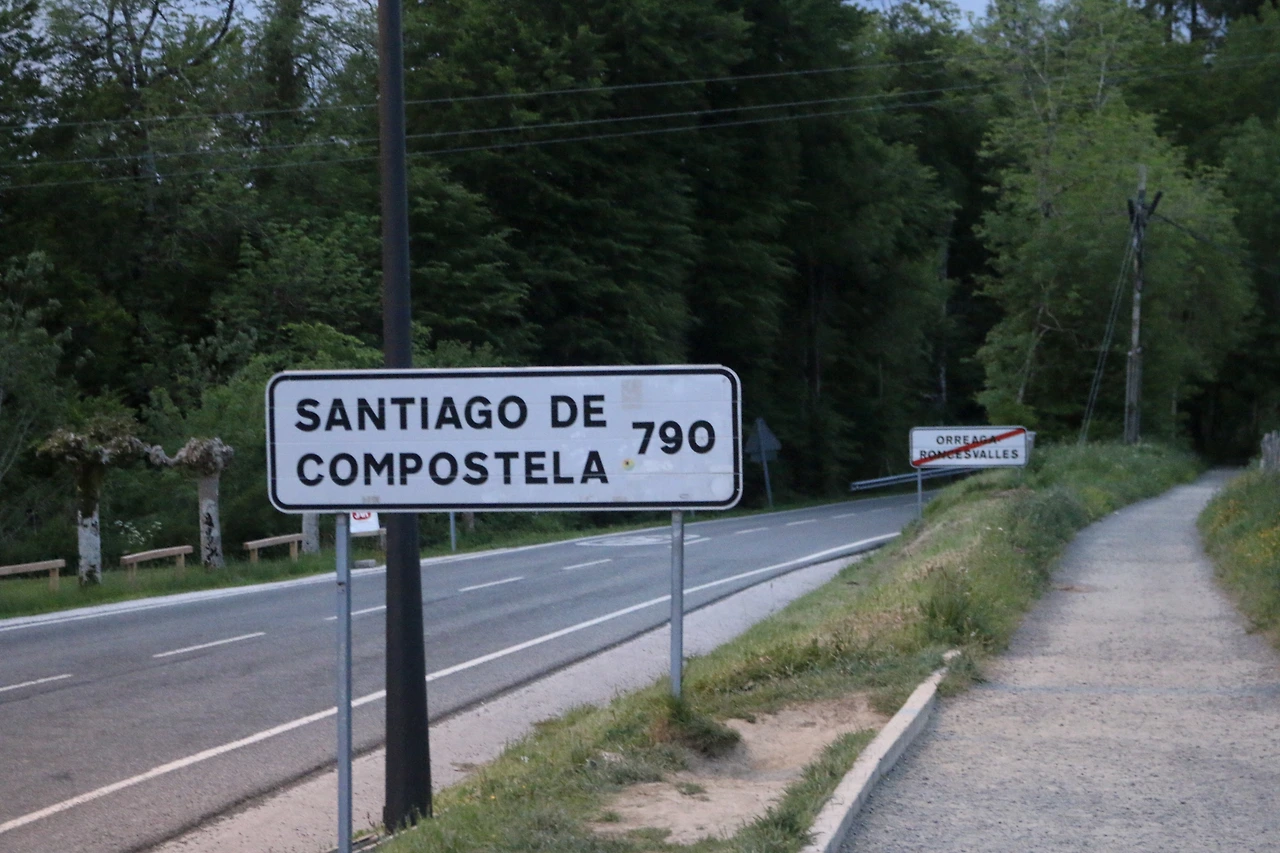 SANTIAGO DE
COMPOSTELA
790
ORREAGA-
RONCESVALLES